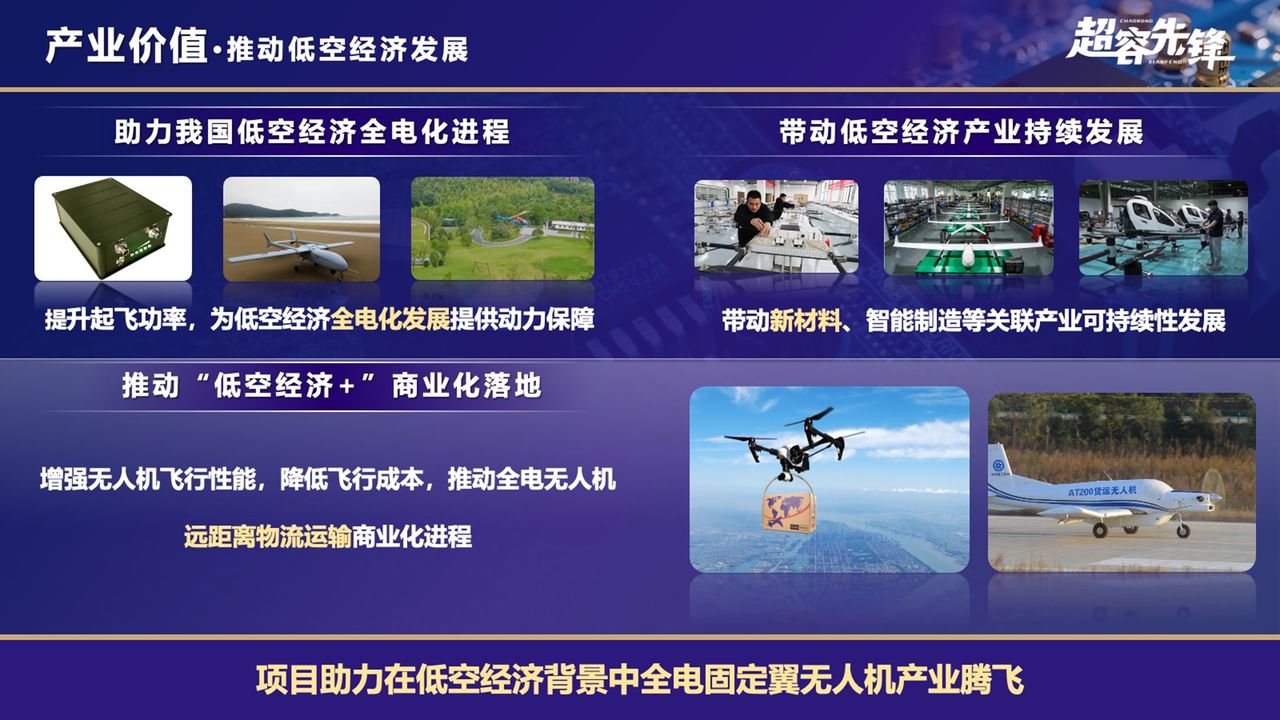 产业价值·推动低空经济发展
CHAORONG
超容先锋
XIANFENG
助力我国低空经济全电化进程
带动低空经济产业持续发展
提升起飞功率，为低空经济全电化发展提供动力保障
带动新材料、智能制造等关联产业可持续性发展
推动“低空经济+”商业化落地
增强无人机飞行性能，降低飞行成本，推动全电无人机
远距离物流运输商业化进程
AT200货运无人机
项目助力在低空经济背景中全电固定翼无人机产业腾飞